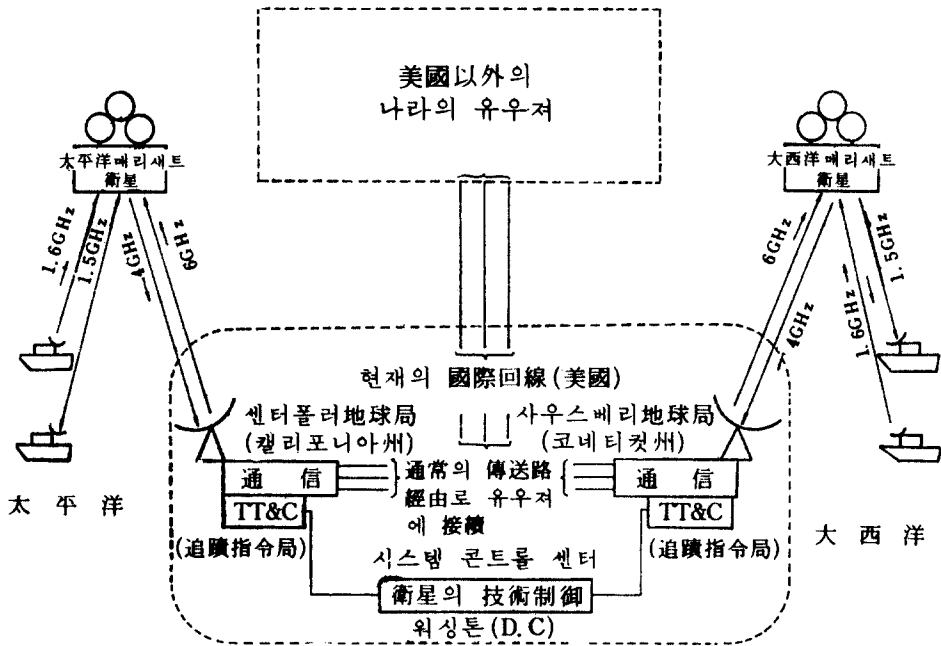 美國以外의
나라의 유우져
太平洋매리새트
衛星
大西洋매리새트
衛星
1.6GHz
1.5GHz
4GHz
6GHz
6GHz
4GHz
1.5GHz
1.6GHz
현재의 國際回線(美國)
센터폴러地球局
(캘리포니아州)
사우스베리地球局
(코네티컷州)
通信
通常의 傳送路
經由로 유우져
에 接續
通信
TT&C
TT&C
(追蹟指令局)
(追蹟指令局)
太平洋
大西洋
시스템 콘트롤 센터
衛星의 技術制御
워싱톤(D.C)